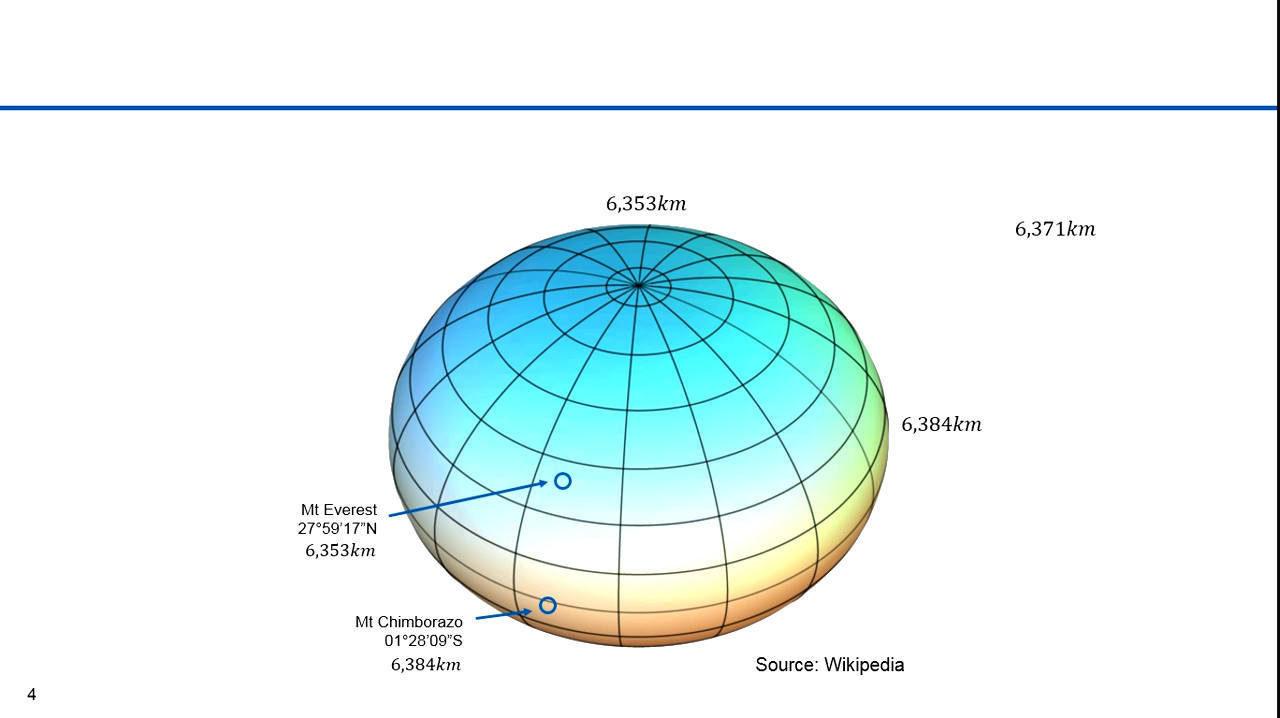 6,353km
6,371km
6,384km
Mt Everest
27°59’17”N
6,353km
Mt Chimborazo
01°28’09”S
6,384km
Source: Wikipedia
4